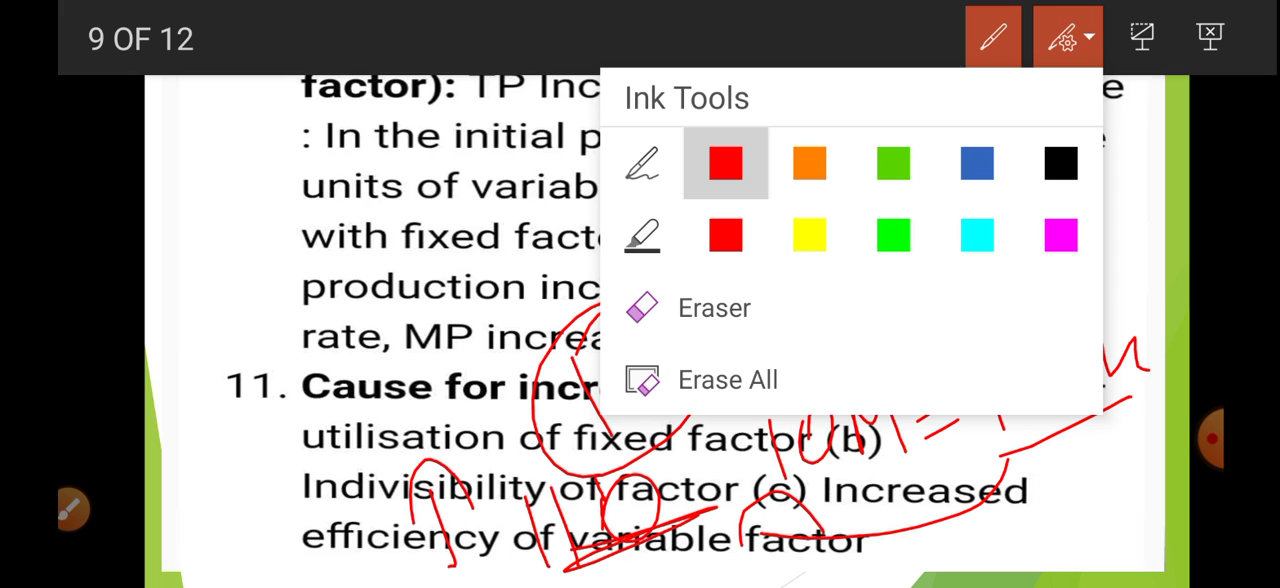 9 OF 12
factor): TP Inc
e
Ink Tools
: In the initial p
units of variab
with fixed fact
production inc
Eraser
rate, MP increa
11. Cause for incr
Erase All
utilisation of fixed factor (b)
Indivisibility of factor (c) Increased
efficiency of variable factor